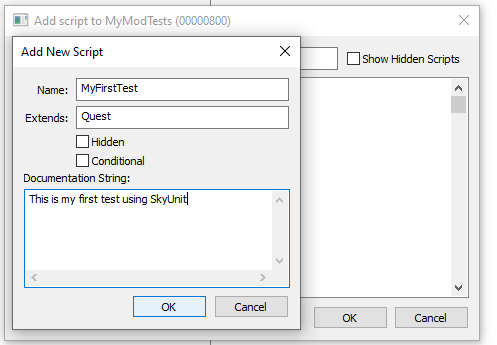 Add script to MyModTests (00000800)
Add New Script
Show Hidden Scripts
Name: MyFirstTest
Extends: Quest
Hidden
Conditional
Documentation String:
This is my first test using SkyUnit
OK Cancel
OK Cancel